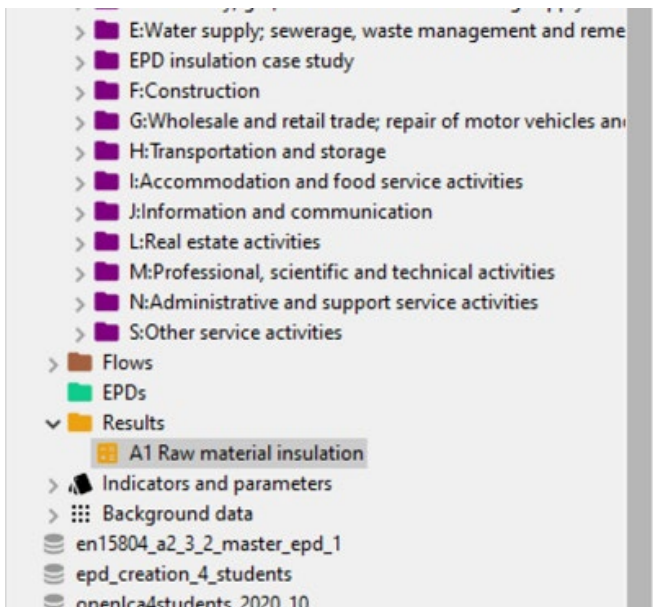 E:Water supply; sewerage, waste management and reme
EPD insulation case study
F:Construction
G:Wholesale and retail trade; repair of motor vehicles and
H:Transportation and storage
I:Accommodation and food service activities
J:Information and communication
L:Real estate activities
M:Professional, scientific and technical activities
N:Administrative and support service activities
S:Other service activities
Flows
EPDs
Results
A1 Raw material insulation
Indicators and parameters
Background data
en15804_a2_3_2_master_epd_1
epd_creation_4_students
openlca4students_2020_10